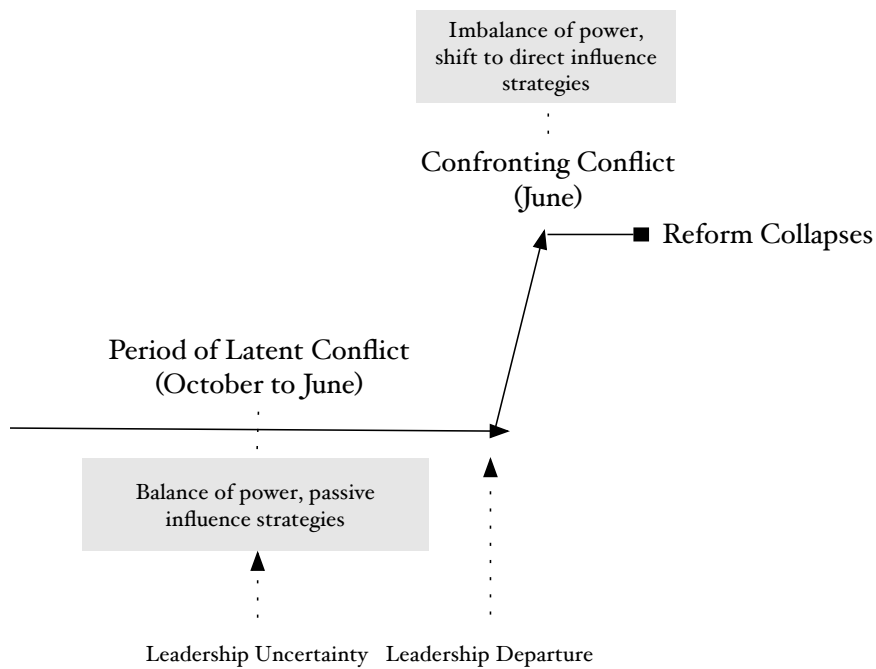 Imbalance of power,
shift to direct influence
strategies
Confronting Conflict
(June)
Reform Collapses
Period of Latent Conflict
(October to June)
Balance of power, passive
influence strategies
Leadership Uncertainty
Leadership Departure